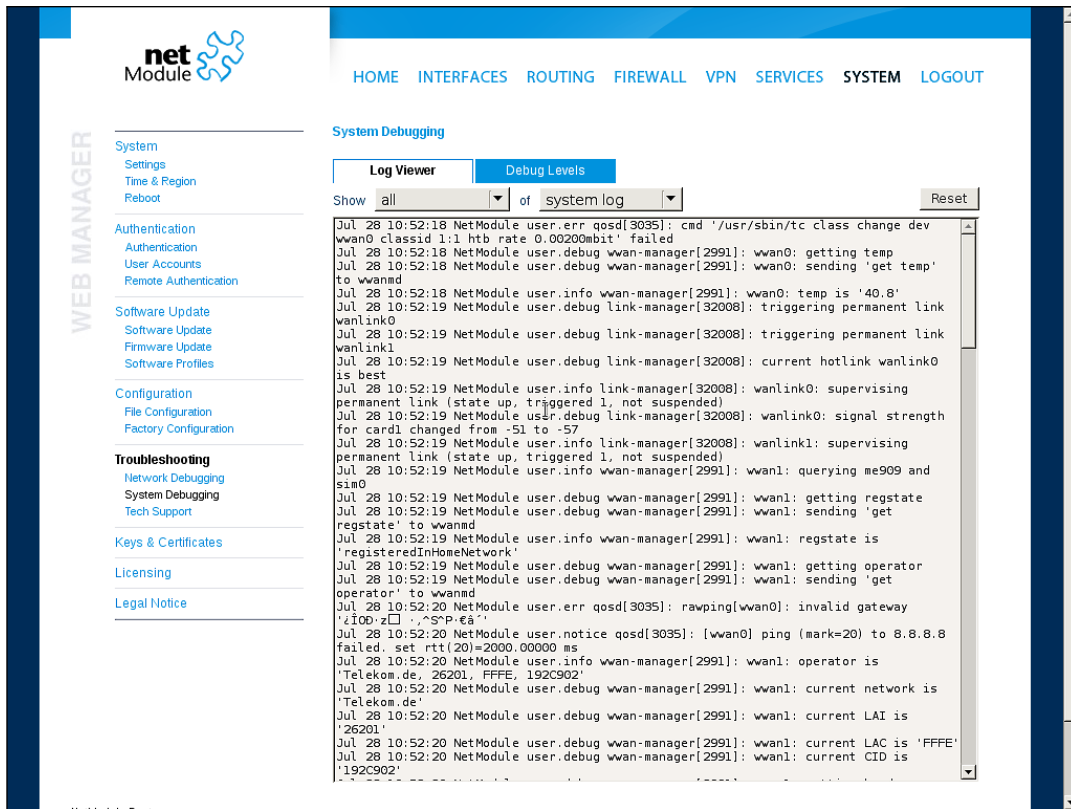 net
Module
HOME INTERFACES ROUTING FIREWALL VPN SERVICES SYSTEM LOGOUT
WEB MANAGER
System
Settings
Time & Region
Reboot
Authentication
Authentication
User Accounts
Remote Authentication
Software Update
Software Update
Firmware Update
Software Profiles
Configuration
File Configuration
Factory Configuration
Troubleshooting
Network Debugging
System Debugging
Tech Support
Keys & Certificates
Licensing
Legal Notice
System Debugging
Log Viewer Debug Levels
Show all of system log Reset
Jul 28 10:52:18 NetModule user.err qosd[3035]: cmd '/usr/sbin/tc class change dev
wwan0 classid 1:1 htb rate 0.00200mbit' failed
Jul 28 10:52:18 NetModule user.debug wwan-manager[2991]: wwan0: getting temp
Jul 28 10:52:18 NetModule user.debug wwan-manager[2991]: wwan0: sending 'get temp'
to wwanmd
Jul 28 10:52:18 NetModule user.info wwan-manager[2991]: wwan0: temp is '40.8'
Jul 28 10:52:19 NetModule user.debug link-manager[32008]: triggering permanent link
wanlink0
Jul 28 10:52:19 NetModule user.debug link-manager[32008]: triggering permanent link
wanlink1
Jul 28 10:52:19 NetModule user.debug link-manager[32008]: current hotlink wanlink0
is best
Jul 28 10:52:19 NetModule user.info link-manager[32008]: wanlink0: supervising
permanent link (state up, triggered 1, not suspended)
Jul 28 10:52:19 NetModule user.debug link-manager[32008]: wanlink0: signal strength
for card1 changed from -51 to -57
Jul 28 10:52:19 NetModule user.info link-manager[32008]: wanlink1: supervising
permanent link (state up, triggered 1, not suspended)
Jul 28 10:52:19 NetModule user.info wwan-manager[2991]: wwan1: querying me909 and
sim0
Jul 28 10:52:19 NetModule user.debug wwan-manager[2991]: wwan1: getting regstate
Jul 28 10:52:19 NetModule user.debug wwan-manager[2991]: wwan1: sending 'get
regstate' to wwanmd
Jul 28 10:52:19 NetModule user.info wwan-manager[2991]: wwan1: regstate is
'registeredInHomeNetwork'
Jul 28 10:52:19 NetModule user.debug wwan-manager[2991]: wwan1: getting operator
Jul 28 10:52:19 NetModule user.debug wwan-manager[2991]: wwan1: sending 'get
operator' to wwanmd
Jul 28 10:52:20 NetModule user.err qosd[3035]: rawping[wwan0]: invalid gateway
Jul 28 10:52:20 NetModule user.notice qosd[3035]: [wwan0] ping (mark=20) to 8.8.8.8
failed. set rtt(20)=2000.00000 ms
Jul 28 10:52:20 NetModule user.info wwan-manager[2991]: wwan1: operator is
'Telekom.de, 26201, FFFE, 192C902'
Jul 28 10:52:20 NetModule user.debug wwan-manager[2991]: wwan1: current network is
'Telekom.de'
Jul 28 10:52:20 NetModule user.debug wwan-manager[2991]: wwan1: current LAI is
'26201'
Jul 28 10:52:20 NetModule user.debug wwan-manager[2991]: wwan1: current LAC is 'FFFE'
Jul 28 10:52:20 NetModule user.debug wwan-manager[2991]: wwan1: current CID is
'192C902'